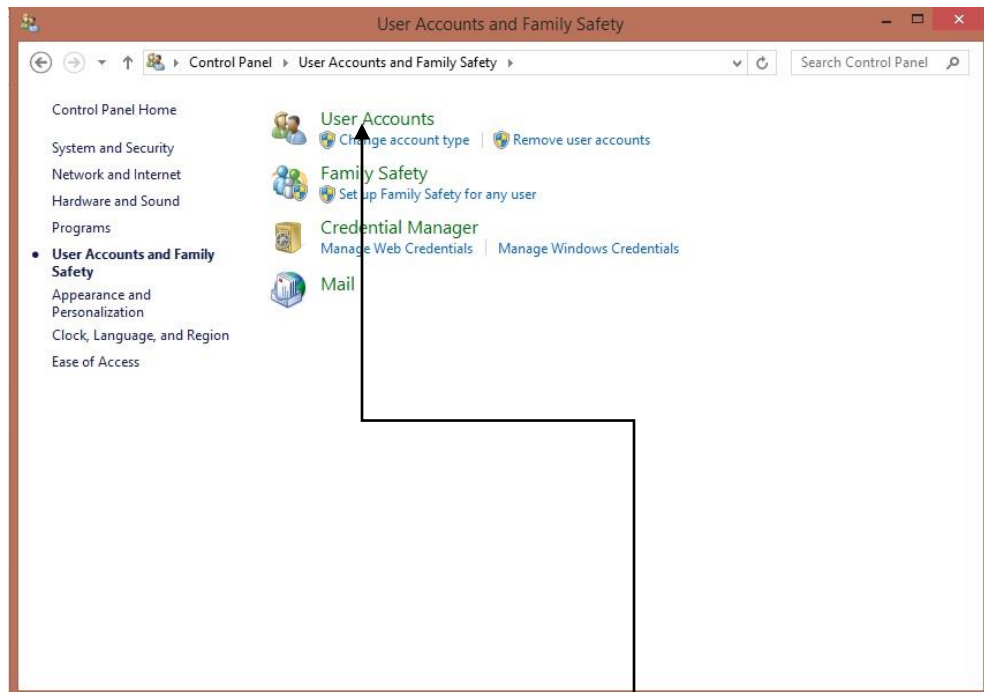 User Accounts and Family Safety
Control Panel User Accounts and Family Safety
Search Control Panel
Control Panel Home
System and Security
Network and Internet
Hardware and Sound
Programs
User Accounts and Family
Safety
Appearance and
Personalization
Clock, Language, and Region
Ease of Access
User Accounts
Change account type Remove user accounts
Family Safety
Set up Family Safety for any user
Credential Manager
Manage Web Credentials Manage Windows Credentials
Mail